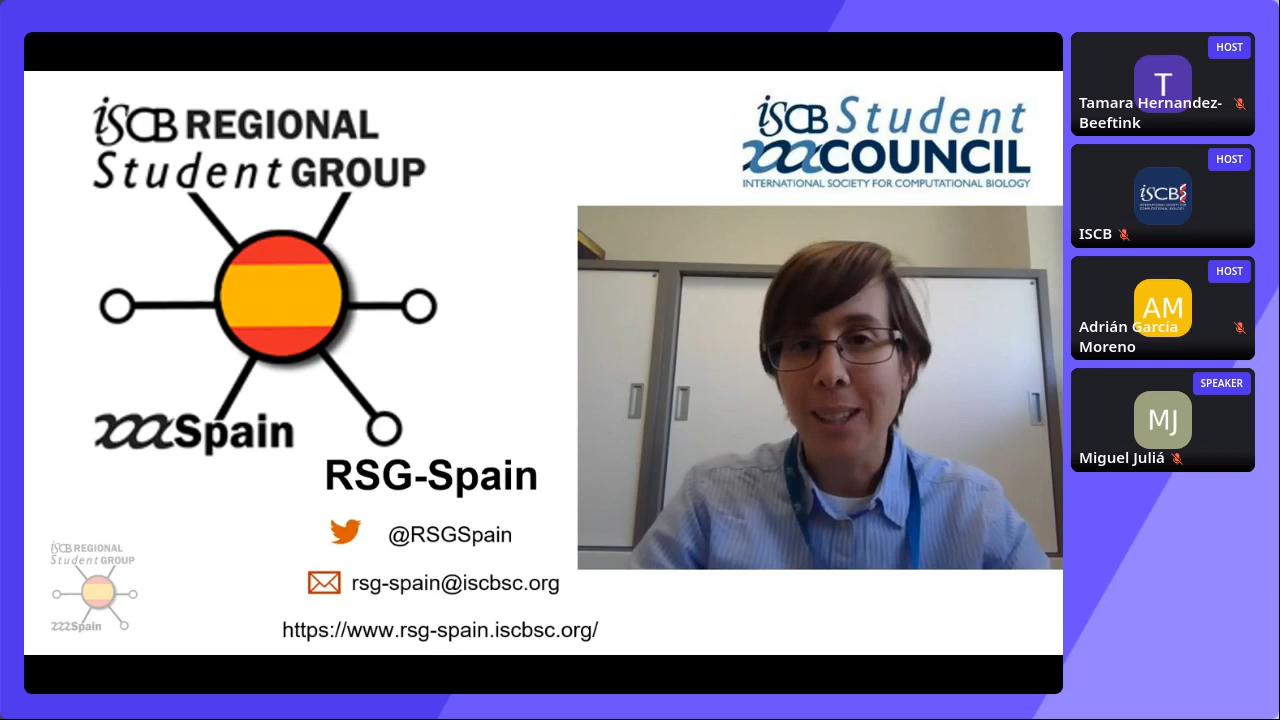 iSCB REGIONAL
Student GROUP
Spain
RSG-Spain
@RSGSpain
rsg-spain@iscbsc.org
https://www.rsg-spain.iscbsc.org/
iSCB REGIONAL
Student GROUP
Spain
iSCB Student
COUNCIL
INTERNATIONAL SOCIETY FOR COMPUTATIONAL BIOLOGY
HOST
T
Tamara Hernandez-
Beeftink
HOST
iSCB
ISCB
HOST
AM
Adrián García
Moreno
SPEAKER
MJ
Miguel Juliá